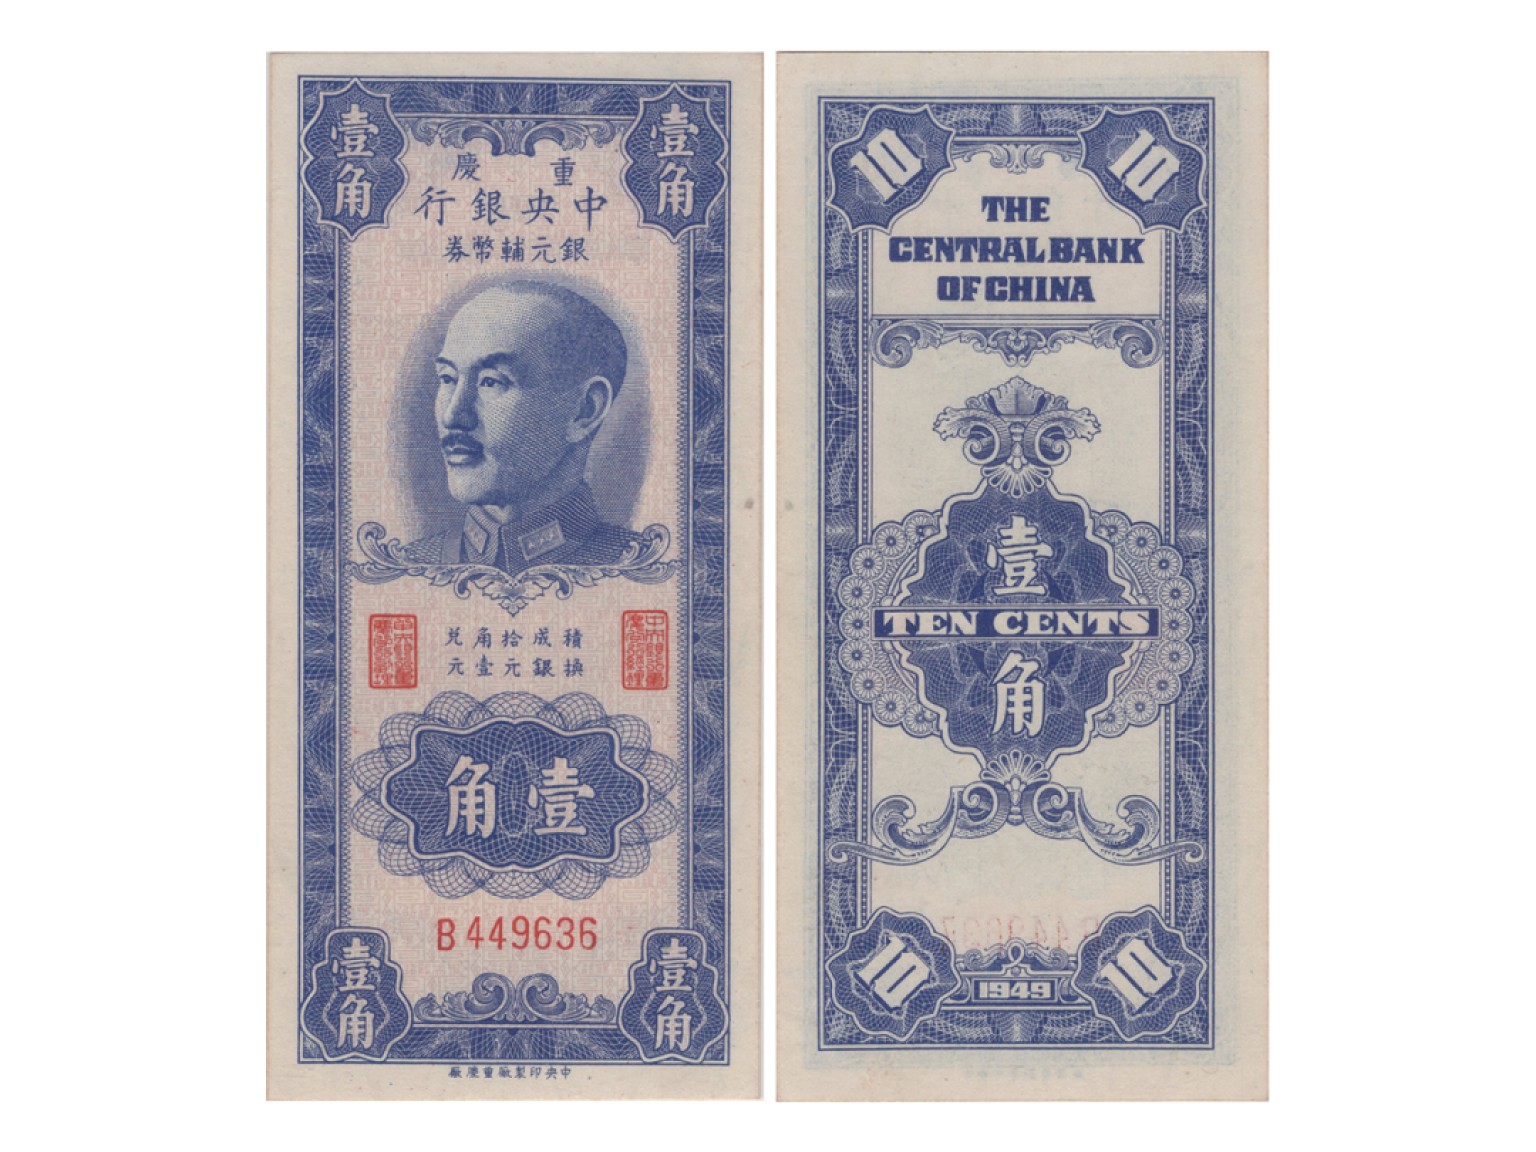 壹角
壹角
重慶
中央銀行
銀元輔幣券
積成拾角兌
換銀元壹元
壹角
B 449636
壹角
壹角
中央印製廠重慶廠
10
10
THE
CENTRAL BANK
OF CHINA
壹
TEN CENTS
角
10
10
1949